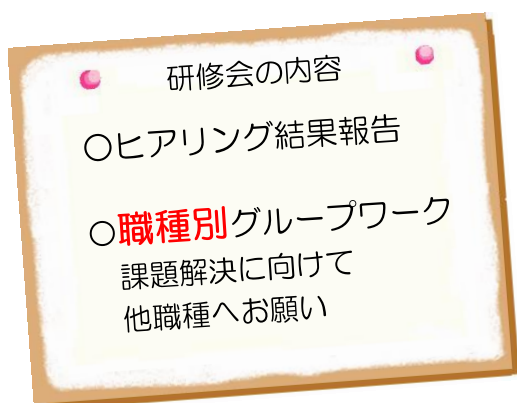 研修会の内容
〇ヒアリング結果報告
〇職種別グループワーク
課題解決に向けて
他職種へお願い